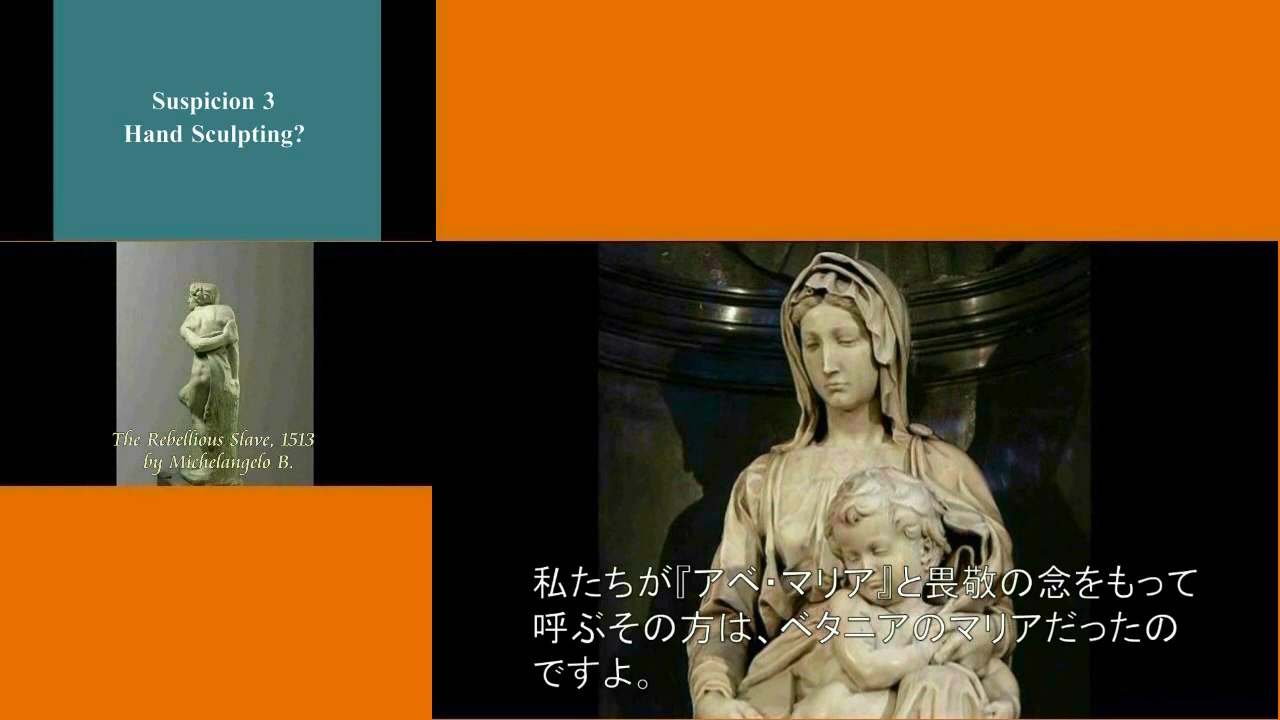 Suspicion 3
Hand Sculpting?
The Rebellious Slave, 1513
by Michelangelo B.
私たちが『アベ・マリア』と畏敬の念をもって
呼ぶその方は、ベタニアのマリアだったの
ですよ。